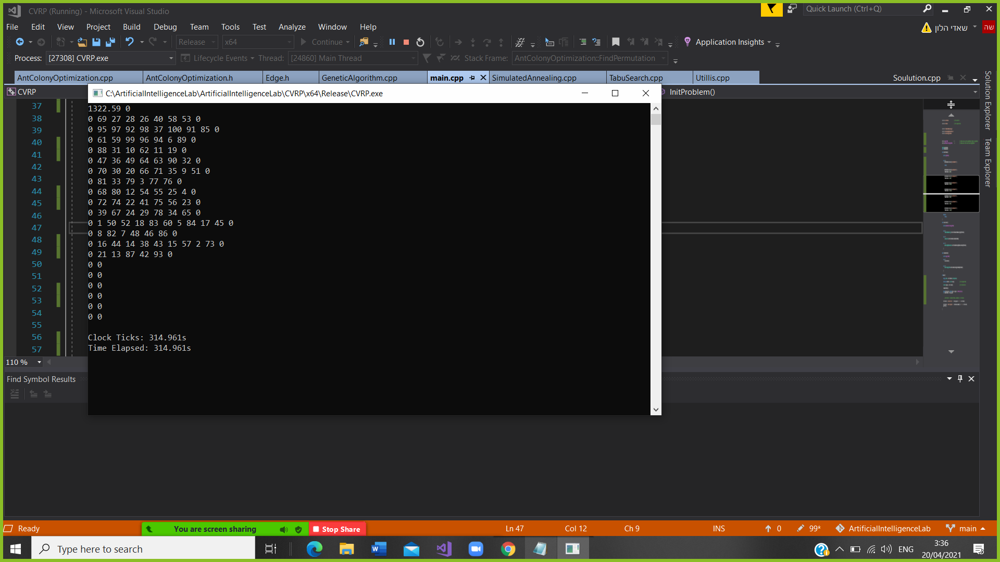 CVRP (Running) - Microsoft Visual Studio
Quick Launch (Ctrl+Q)
File Edit View Project Build Debug Team Tools Test Analyze Window Help
שאדי הלון
שה
Release x64 Continue Application Insights
Process: [27308] CVRP.exe Lifecycle Events Thread: [24860] Main Thread Stack Frame: AntColonyOptimization::FindPermutation
AntColonyOptimization.cpp AntColonyOptimization.h Edge.h GeneticAlgorithm.cpp main.cpp SimulatedAnnealing.cpp TabuSearch.cpp Utillis.cpp Soulution.cpp
CVRP
InitProblem()
Solution Explorer
Team Explorer
37
38
39
40
41
42
43
44
45
46
47
48
49
50
51
52
53
54
55
56
57
C:\ArtificialIntelligenceLab\ArtificialIntelligenceLab\CVRP\x64\Release\CVRP.exe
1322.59 0
0 69 27 28 26 40 58 53 0
0 95 97 92 98 37 100 91 85 0
0 61 59 99 96 94 6 89 0
0 88 31 10 62 11 19 0
0 47 36 49 64 63 90 32 0
0 70 30 20 66 71 35 9 51 0
0 81 33 79 3 77 76 0
0 68 80 12 54 55 25 4 0
0 72 74 22 41 75 56 23 0
0 39 67 24 29 78 34 65 0
0 1 50 52 18 83 60 5 84 17 45 0
0 8 82 7 48 46 86 0
0 16 44 14 38 43 15 57 2 73 0
0 21 13 87 42 93 0
0 0
0 0
0 0
0 0
0 0
0 0
Clock Ticks: 314.961s
Time Elapsed: 314.961s
110 %
Find Symbol Results
Ready
You are screen sharing
Stop Share
Ln 47 Col 12 Ch 9 INS 0 99* ArtificialIntelligenceLab main
Type here to search
ENG
3:36
20/04/2021